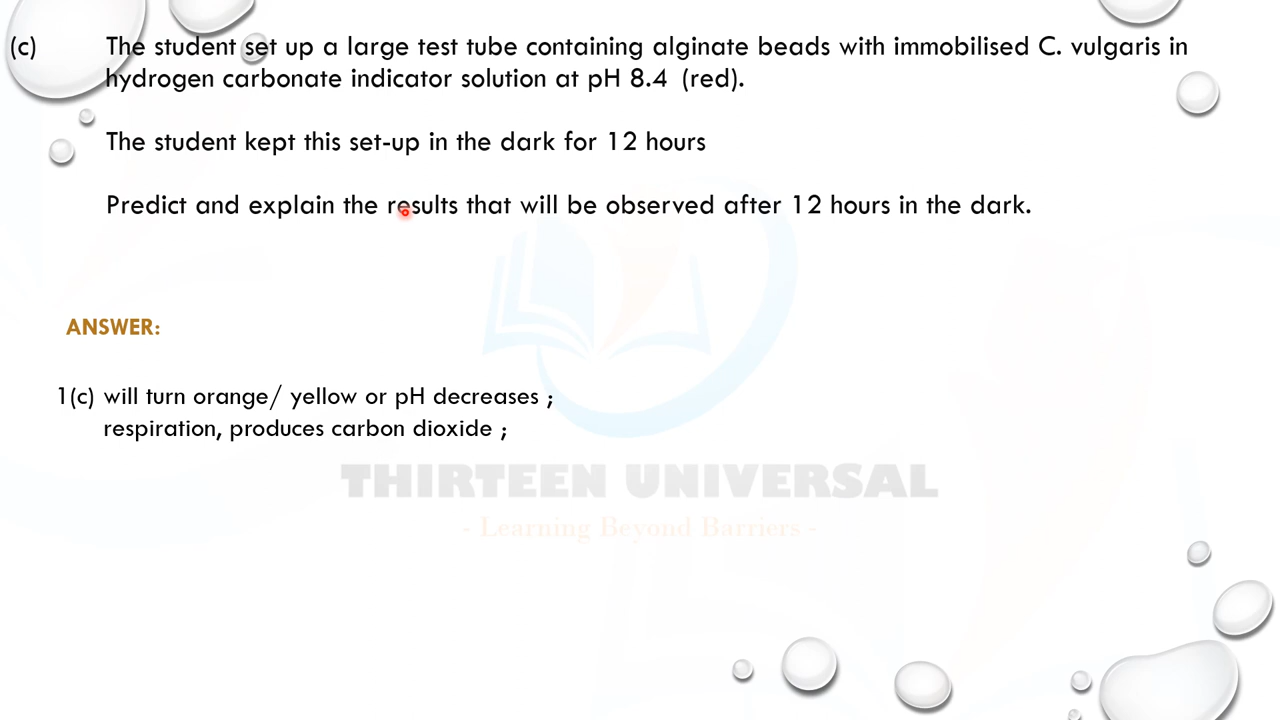 (c) The student set up a large test tube containing alginate beads with immobilised C. vulgaris in
hydrogen carbonate indicator solution at pH 8.4 (red).
The student kept this set-up in the dark for 12 hours
Predict and explain the results that will be observed after 12 hours in the dark.
ANSWER:
1(c) will turn orange/ yellow or pH decreases ;
respiration, produces carbon dioxide ;
THIRTEEN UNIVERSAL
- Learning Beyond Barriers -